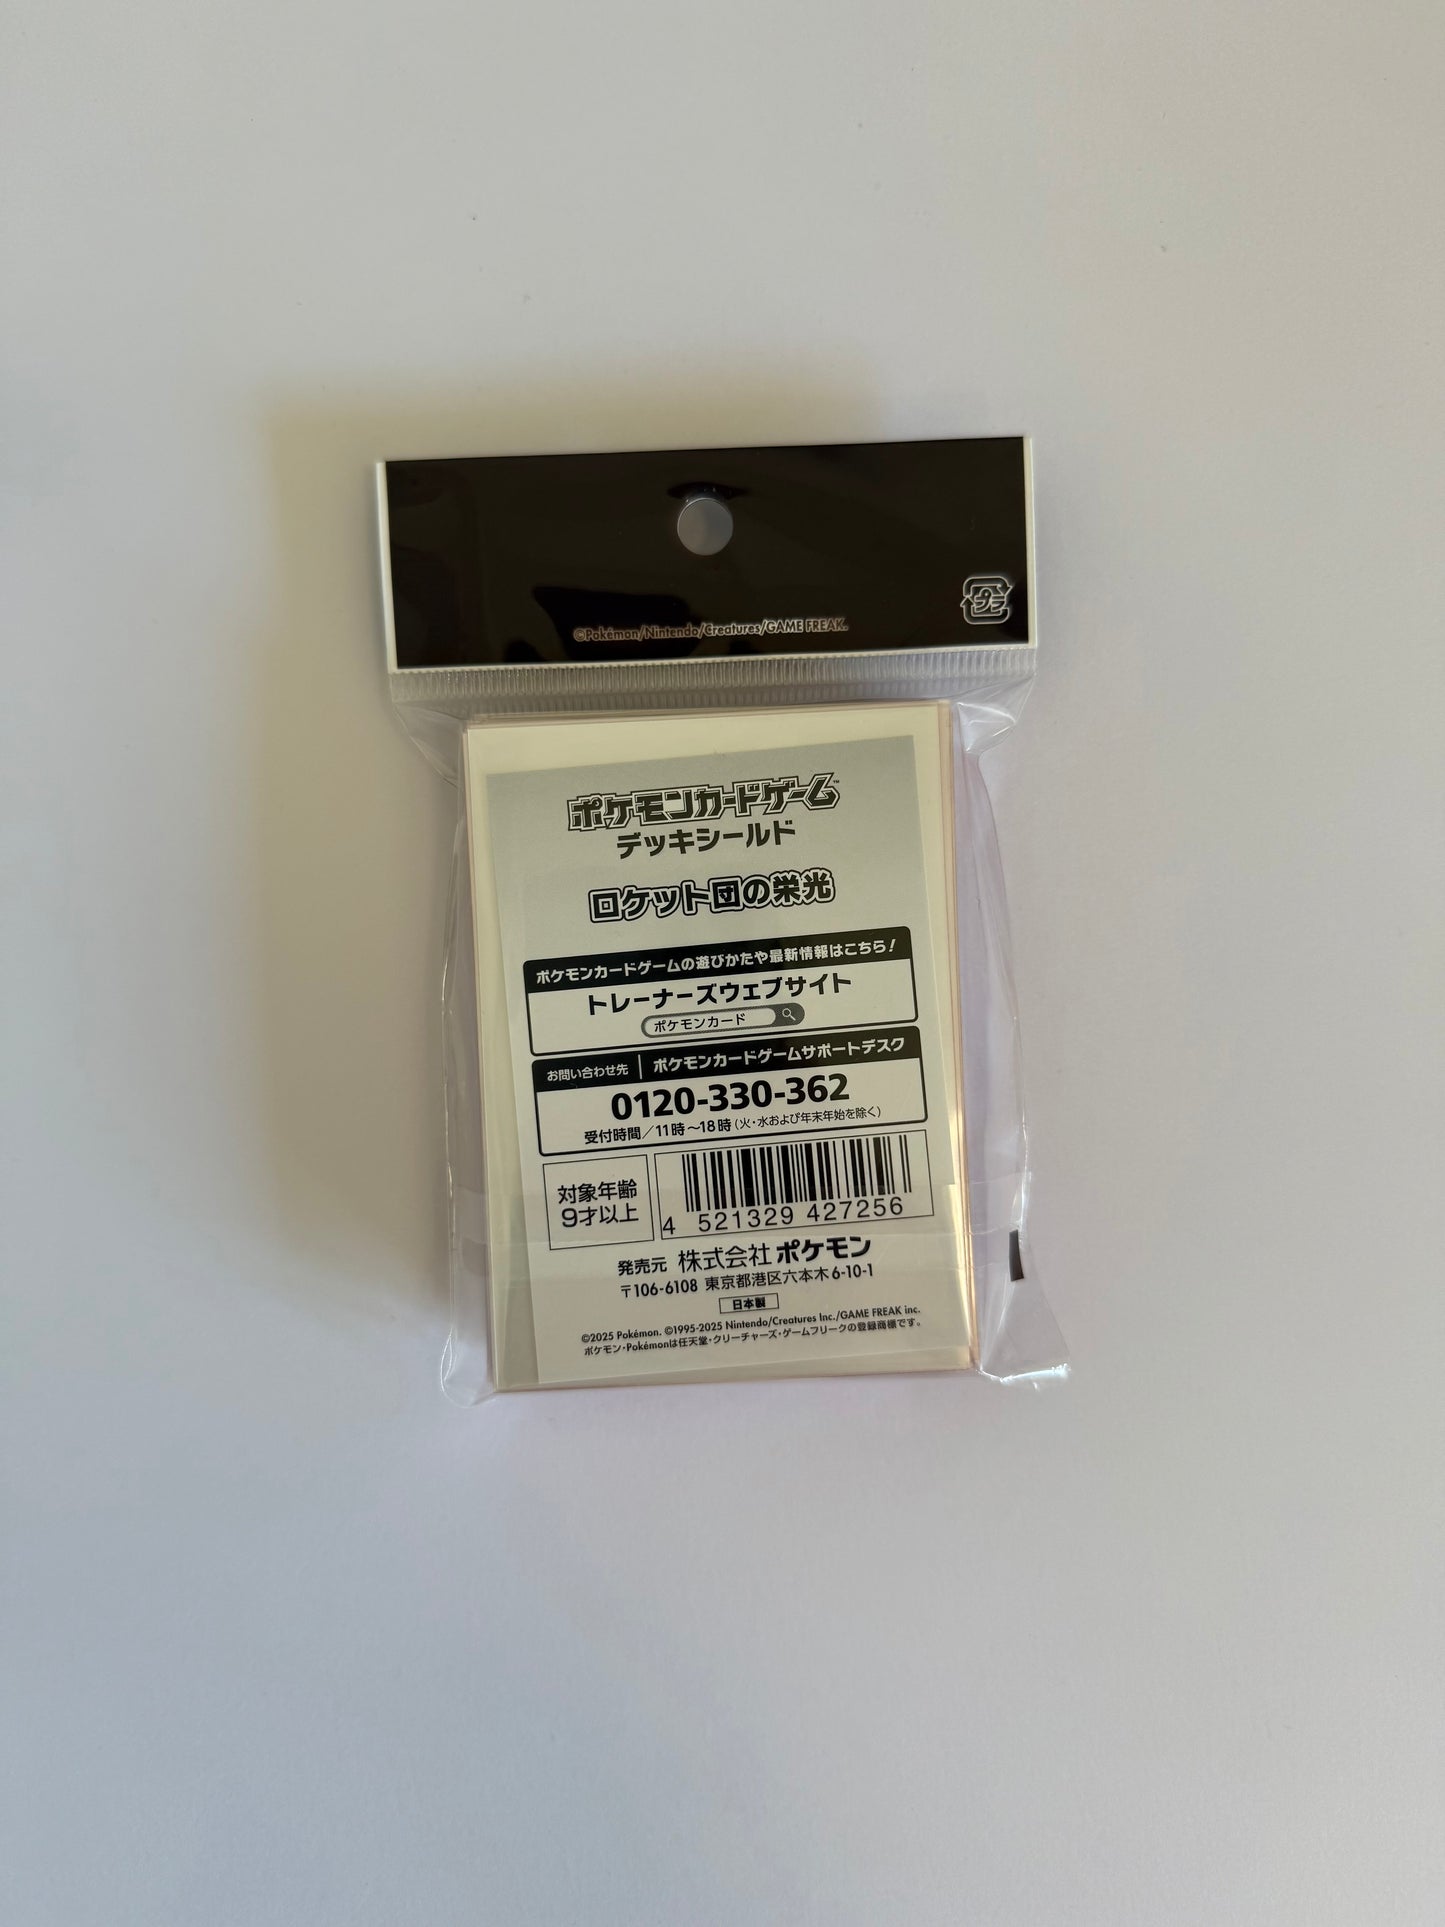 ©Pokémon/Nintendo/Creatures/GAME FREAK.
プラ
ポケモンカードゲーム™
デッキシールド
ロケット団の栄光
ポケモンカードゲームの遊びかたや最新情報はこちら!
トレーナーズウェブサイト
ポケモンカード
お問い合わせ先 ポケモンカードゲームサポートデスク
0120-330-362
受付時間/11時~18時(火・水および年末年始を除く)
対象年齢
9才以上
4 521329 427256
発売元 株式会社ポケモン
〒106-6108 東京都港区六本木6-10-1
日本製
©2025 Pokémon. ©1995-2025 Nintendo/Creatures Inc./GAME FREAK inc.
ポケモン・Pokémonは任天堂・クリーチャーズ・ゲームフリークの登録商標です。